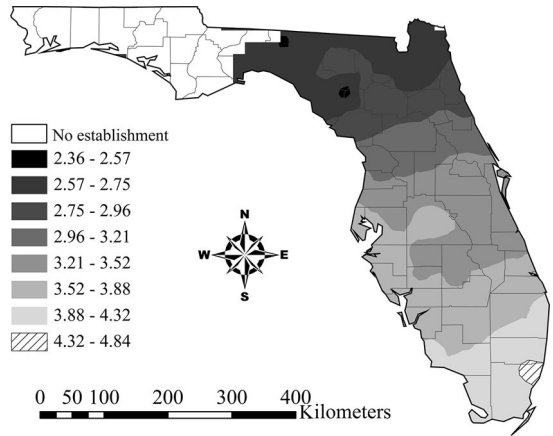 No establishment
2.36 - 2.57
2.57 - 2.75
2.75 - 2.96
2.96 - 3.21
3.21 - 3.52
3.52 - 3.88
3.88 - 4.32
4.32 - 4.84
N
W E
S
0 50 100 200 300 400
Kilometers